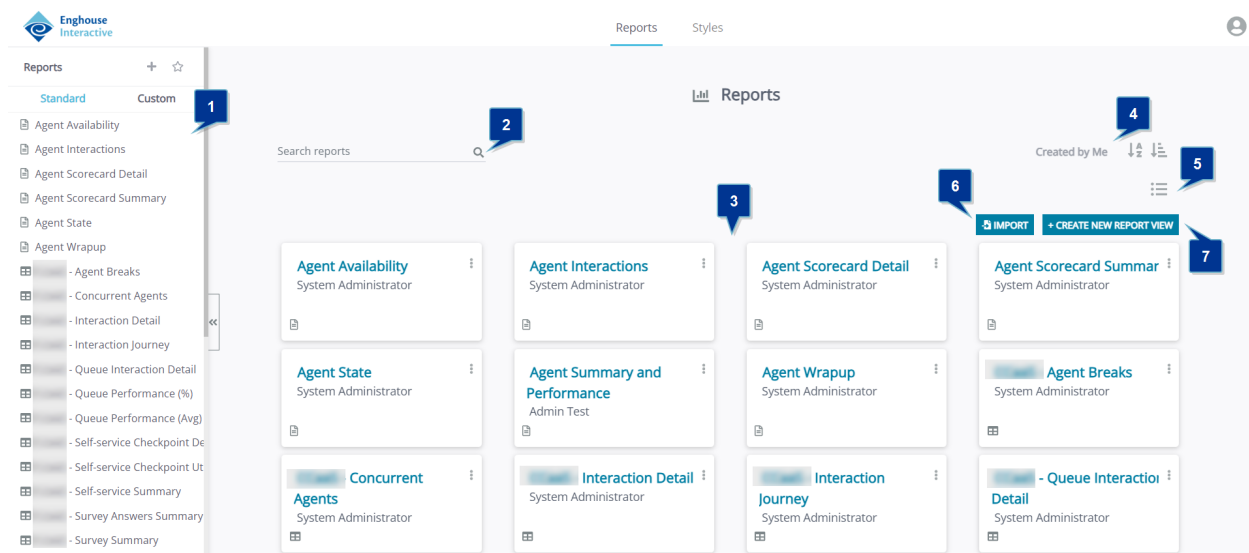 Enghouse
Interactive
Reports
Styles
Reports
Standard
Custom
Agent Availability
Agent Interactions
Agent Scorecard Detail
Agent Scorecard Summary
Agent State
Agent Wrapup
- Agent Breaks
- Concurrent Agents
- Interaction Detail
- Interaction Journey
- Queue Interaction Detail
- Queue Performance (%)
- Queue Performance (Avg)
- Self-service Checkpoint De
- Self-service Checkpoint Ut
- Self-service Summary
- Survey Answers Summary
- Survey Summary
1
Reports
2
Search reports
4
Created by Me
5
3
6
IMPORT
+ CREATE NEW REPORT VIEW
7
Agent Availability
System Administrator
Agent Interactions
System Administrator
Agent Scorecard Detail
System Administrator
Agent Scorecard Summar
System Administrator
Agent State
System Administrator
Agent Summary and
Performance
Admin Test
Agent Wrapup
System Administrator
Agent Breaks
System Administrator
- Concurrent
Agents
System Administrator
Interaction Detail
System Administrator
Interaction
Journey
System Administrator
- Queue Interaction
Detail
System Administrator